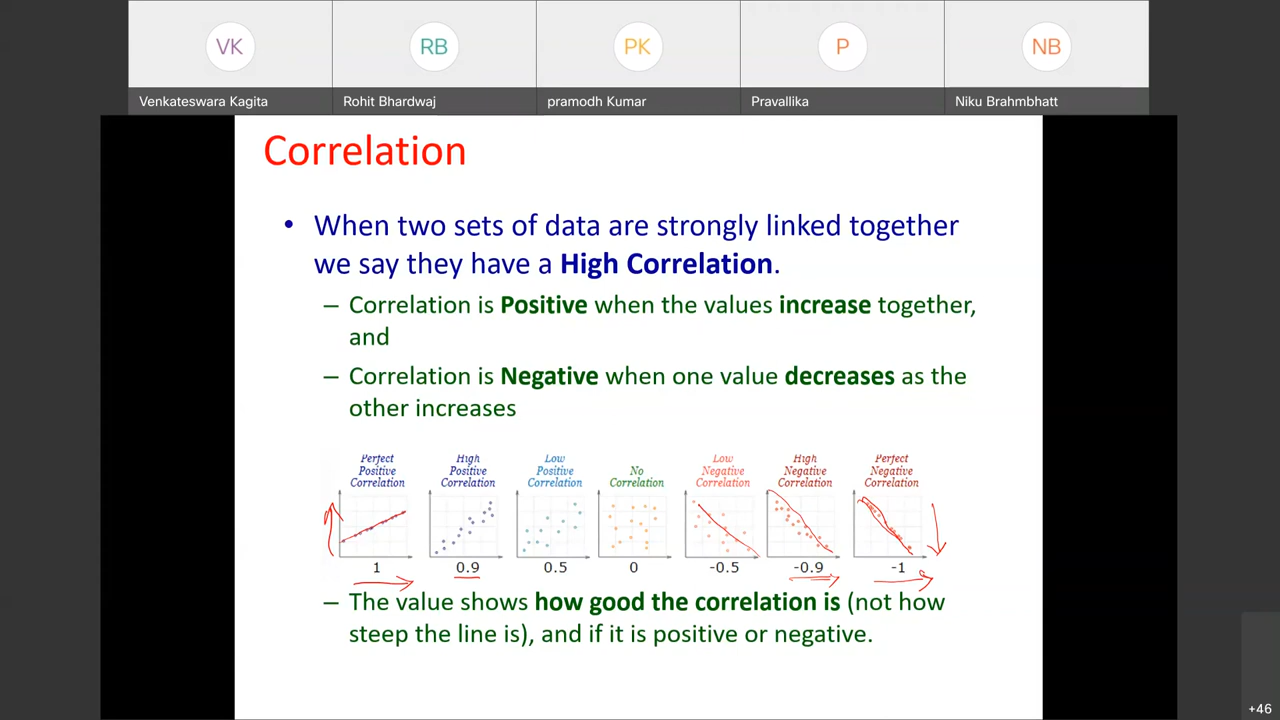 VK
RB
PK
P
NB
Venkateswara Kagita
Rohit Bhardwaj
pramodh Kumar
Pravallika
Niku Brahmbhatt
Correlation
• When two sets of data are strongly linked together
we say they have a High Correlation.
– Correlation is Positive when the values increase together,
and
– Correlation is Negative when one value decreases as the
other increases
Perfect
Positive
Correlation
High
Positive
Correlation
Low
Positive
Correlation
No
Correlation
Low
Negative
Correlation
High
Negative
Correlation
Perfect
Negative
Correlation
1
0.9
0.5
0
-0.5
-0.9
-1
– The value shows how good the correlation is (not how
steep the line is), and if it is positive or negative.
+46